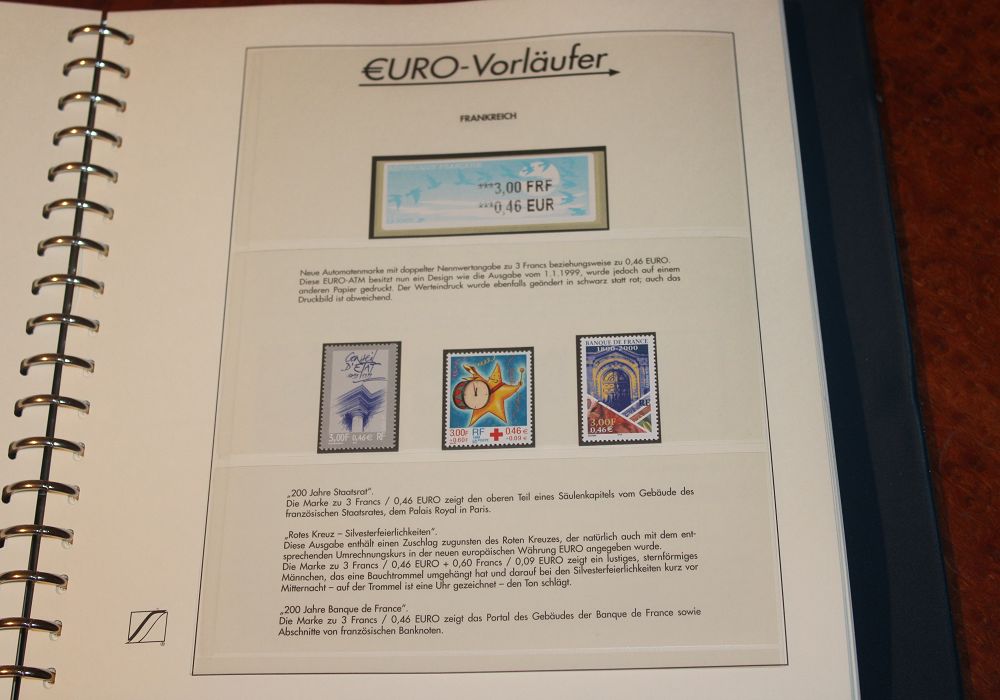 €URO-Vorläufer
FRANKREICH
***3,00 FRF
***0,46 EUR
Neue Automatenmarke mit doppelter Nennwertangabe zu 3 Francs beziehungsweise zu 0,46 EURO.
Diese EURO-ATM besitzt nun ein Design wie die Ausgabe vom 1.1.1999, wurde jedoch auf einem
anderen Papier gedruckt. Der Werteindruck wurde ebenfalls geändert in schwarz statt rot; auch das
Druckbild ist abweichend.
Conseil
D'ETAT
3,00F 0,46€ RF
3,00F RF 0,46€
+0,60F LA POSTE +0,09€
BANQUE DE FRANCE
1800-2000
RF
3,00F
0,46€
„200 Jahre Staatsrat".
Die Marke zu 3 Francs / 0,46 EURO zeigt den oberen Teil eines Säulenkapitels vom Gebäude des
französischen Staatsrates, dem Palais Royal in Paris.
„Rotes Kreuz – Silvesterfeierlichkeiten".
Diese Ausgabe enthält einen Zuschlag zugunsten des Roten Kreuzes, der natürlich auch mit dem ent-
sprechenden Umrechnungskurs in der neuen europäischen Währung EURO angegeben wurde.
Die Marke zu 3 Francs / 0,46 EURO + 0,60 Francs / 0,09 EURO zeigt ein lustiges, sternförmiges
Männchen, das eine Bauchtrommel umgehängt hat und darauf bei den Silvesterfeierlichkeiten kurz vor
Mitternacht – auf der Trommel ist eine Uhr gezeichnet – den Ton schlägt.
„200 Jahre Banque de France".
Die Marke zu 3 Francs / 0,46 EURO zeigt das Portal des Gebäudes der Banque de France sowie
Abschnitte von französischen Banknoten.